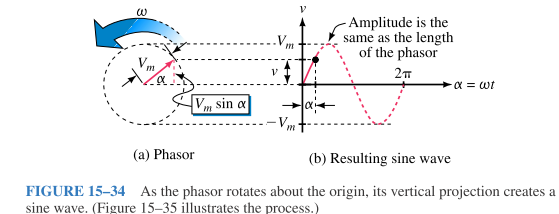 ω
v
Amplitude is the
same as the length
of the phasor
V_m
V_m
v
α
2π
α = ωt
V_m sin α
α
–V_m
(a) Phasor
(b) Resulting sine wave
FIGURE 15–34 As the phasor rotates about the origin, its vertical projection creates a
sine wave. (Figure 15–35 illustrates the process.)